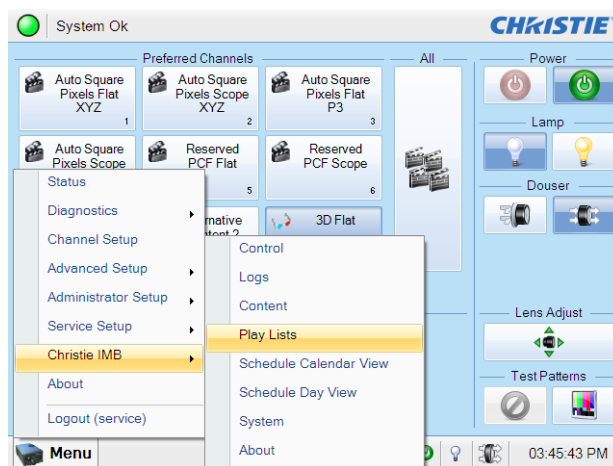 System Ok
CHRISTIE
Preferred Channels
All
Power
Auto Square
Pixels Flat
XYZ
1
Auto Square
Pixels Scope
XYZ
2
Auto Square
Pixels Flat
P3
3
Lamp
Auto Square
Pixels Scope
Reserved
PCF Flat
5
Reserved
PCF Scope
6
Douser
3D Flat
Status
Diagnostics
Channel Setup
Advanced Setup
Administrator Setup
Service Setup
Christie IMB
About
Logout (service)
Control
Logs
Content
Play Lists
Schedule Calendar View
Schedule Day View
System
About
Lens Adjust
Test Patterns
Menu
03:45:43 PM